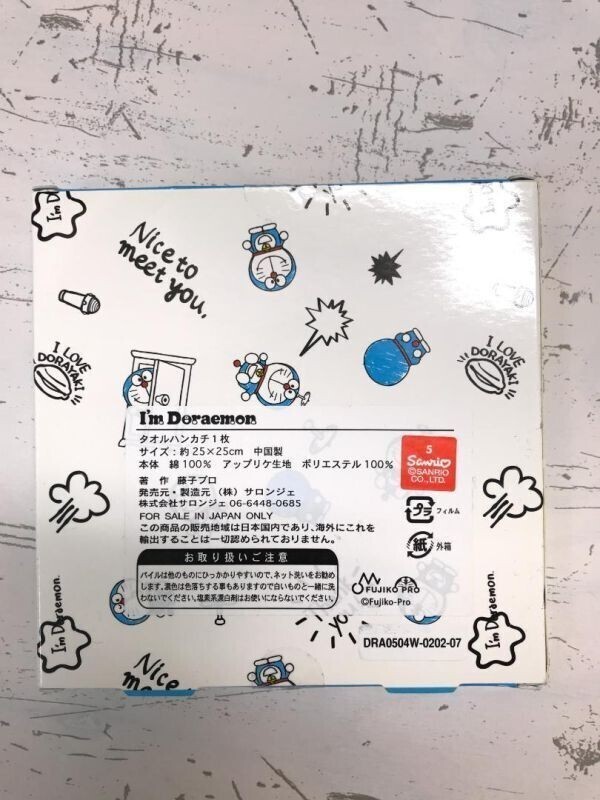 I'm D
Nice to
meet you.
I LOVE
DORAYAKI
I LOVE
DORAYAKI
I'm Doraemon
タオルハンカチ1枚
サイズ：約25×25cm 中国製
本体 綿100% アップリケ生地 ポリエステル100%
著 作 藤子プロ
発売元・製造元（株）サロンジェ
株式会社サロンジェ 06-6448-0685
FOR SALE IN JAPAN ONLY
この商品の販売地域は日本国内であり、海外にこれを
輸出することは一切認められておりません。
お取り扱いご注意
パイルは他のものにひっかかりやすいので、ネット洗いをお勧め
します。濃色は色落ちする事もありますので白いものと一緒に洗
わないでください。塩素系漂白剤はお使いにならないでください。
5
Sanrio
©SANRIO
CO.,LTD.
プラ フィルム
紙 外箱
FUJIKO PRO
©Fujiko-Pro
DRA0504W-0202-07
I'm Doraemon.
I'm Doraemon.
you
Nice
me